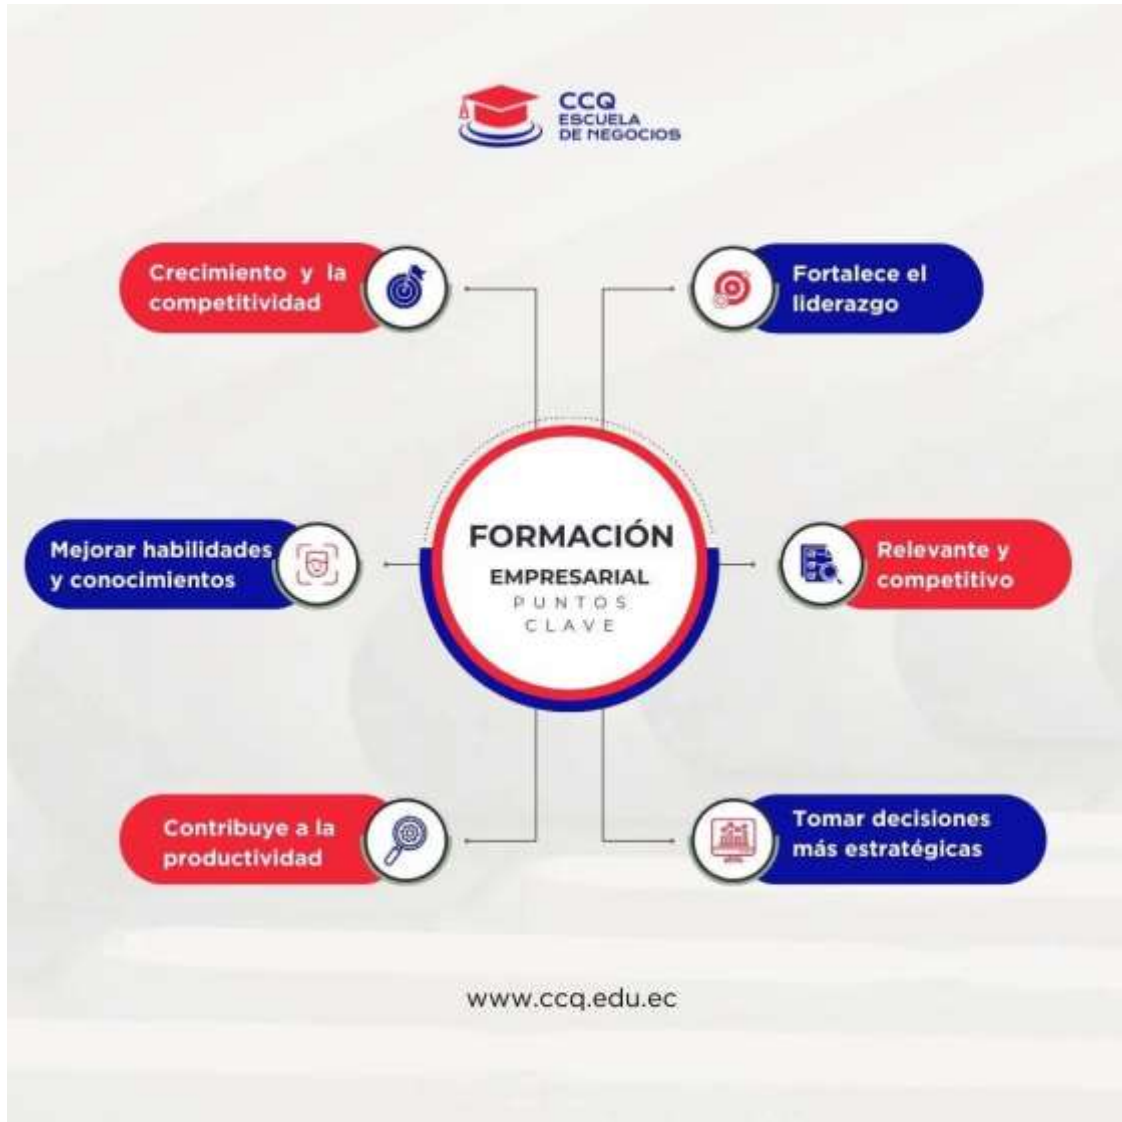 CCQ
ESCUELA
DE NEGOCIOS
Crecimiento y la
competitividad
Fortalece el
liderazgo
Mejorar habilidades
y conocimientos
FORMACIÓN
EMPRESARIAL
PUNTOS
CLAVE
Relevante y
competitivo
Contribuye a la
productividad
Tomar decisiones
más estratégicas
www.ccq.edu.ec